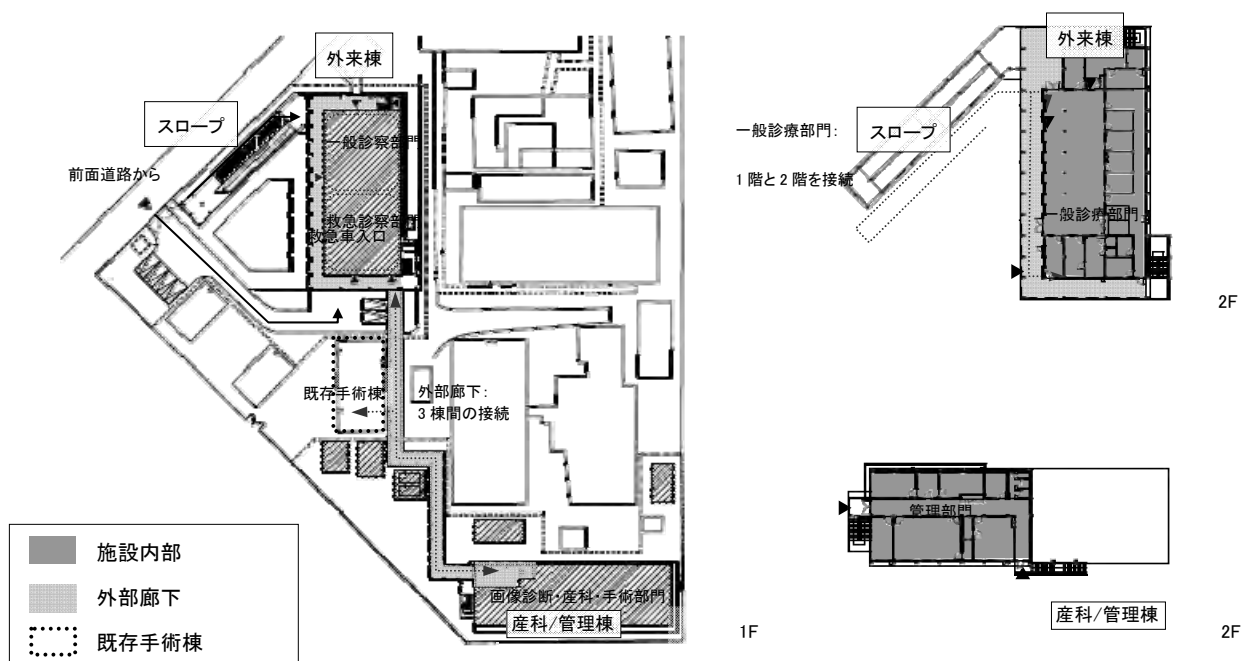 外来棟
スロープ
前面道路から
一般診察部門
救急診察部門
救急車入口
既存手術棟
外部廊下:
3棟間の接続
画像診断・産科・手術部門
産科/管理棟
1F
施設内部
外部廊下
既存手術棟
外来棟
一般診療部門:
スロープ
1階と2階を接続
一般診療部門
2F
管理部門
産科/管理棟
2F